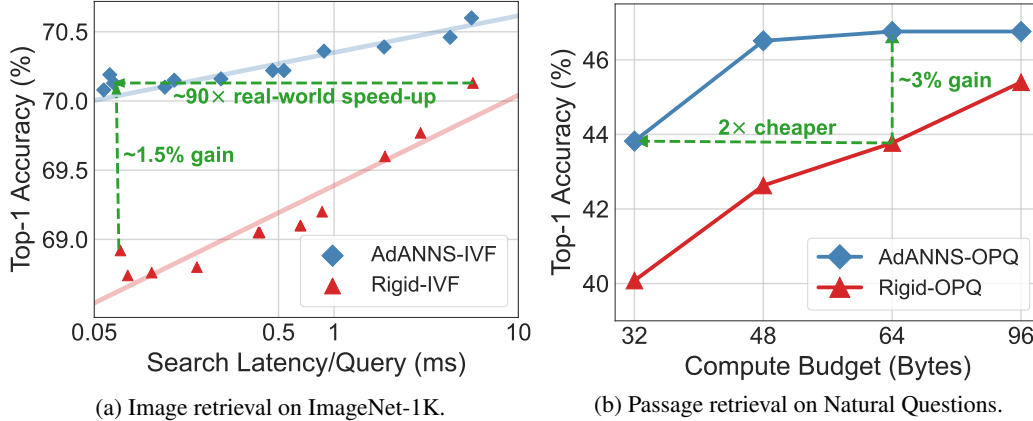 70.5
70.0
69.5
69.0
Top-1 Accuracy (%)
~90× real-world speed-up
~1.5% gain
AdANNS-IVF
Rigid-IVF
0.05
0.5
1
10
Search Latency/Query (ms)
(a) Image retrieval on ImageNet-1K.
46
44
42
40
Top-1 Accuracy (%)
~3% gain
2× cheaper
AdANNS-OPQ
Rigid-OPQ
32
48
64
96
Compute Budget (Bytes)
(b) Passage retrieval on Natural Questions.